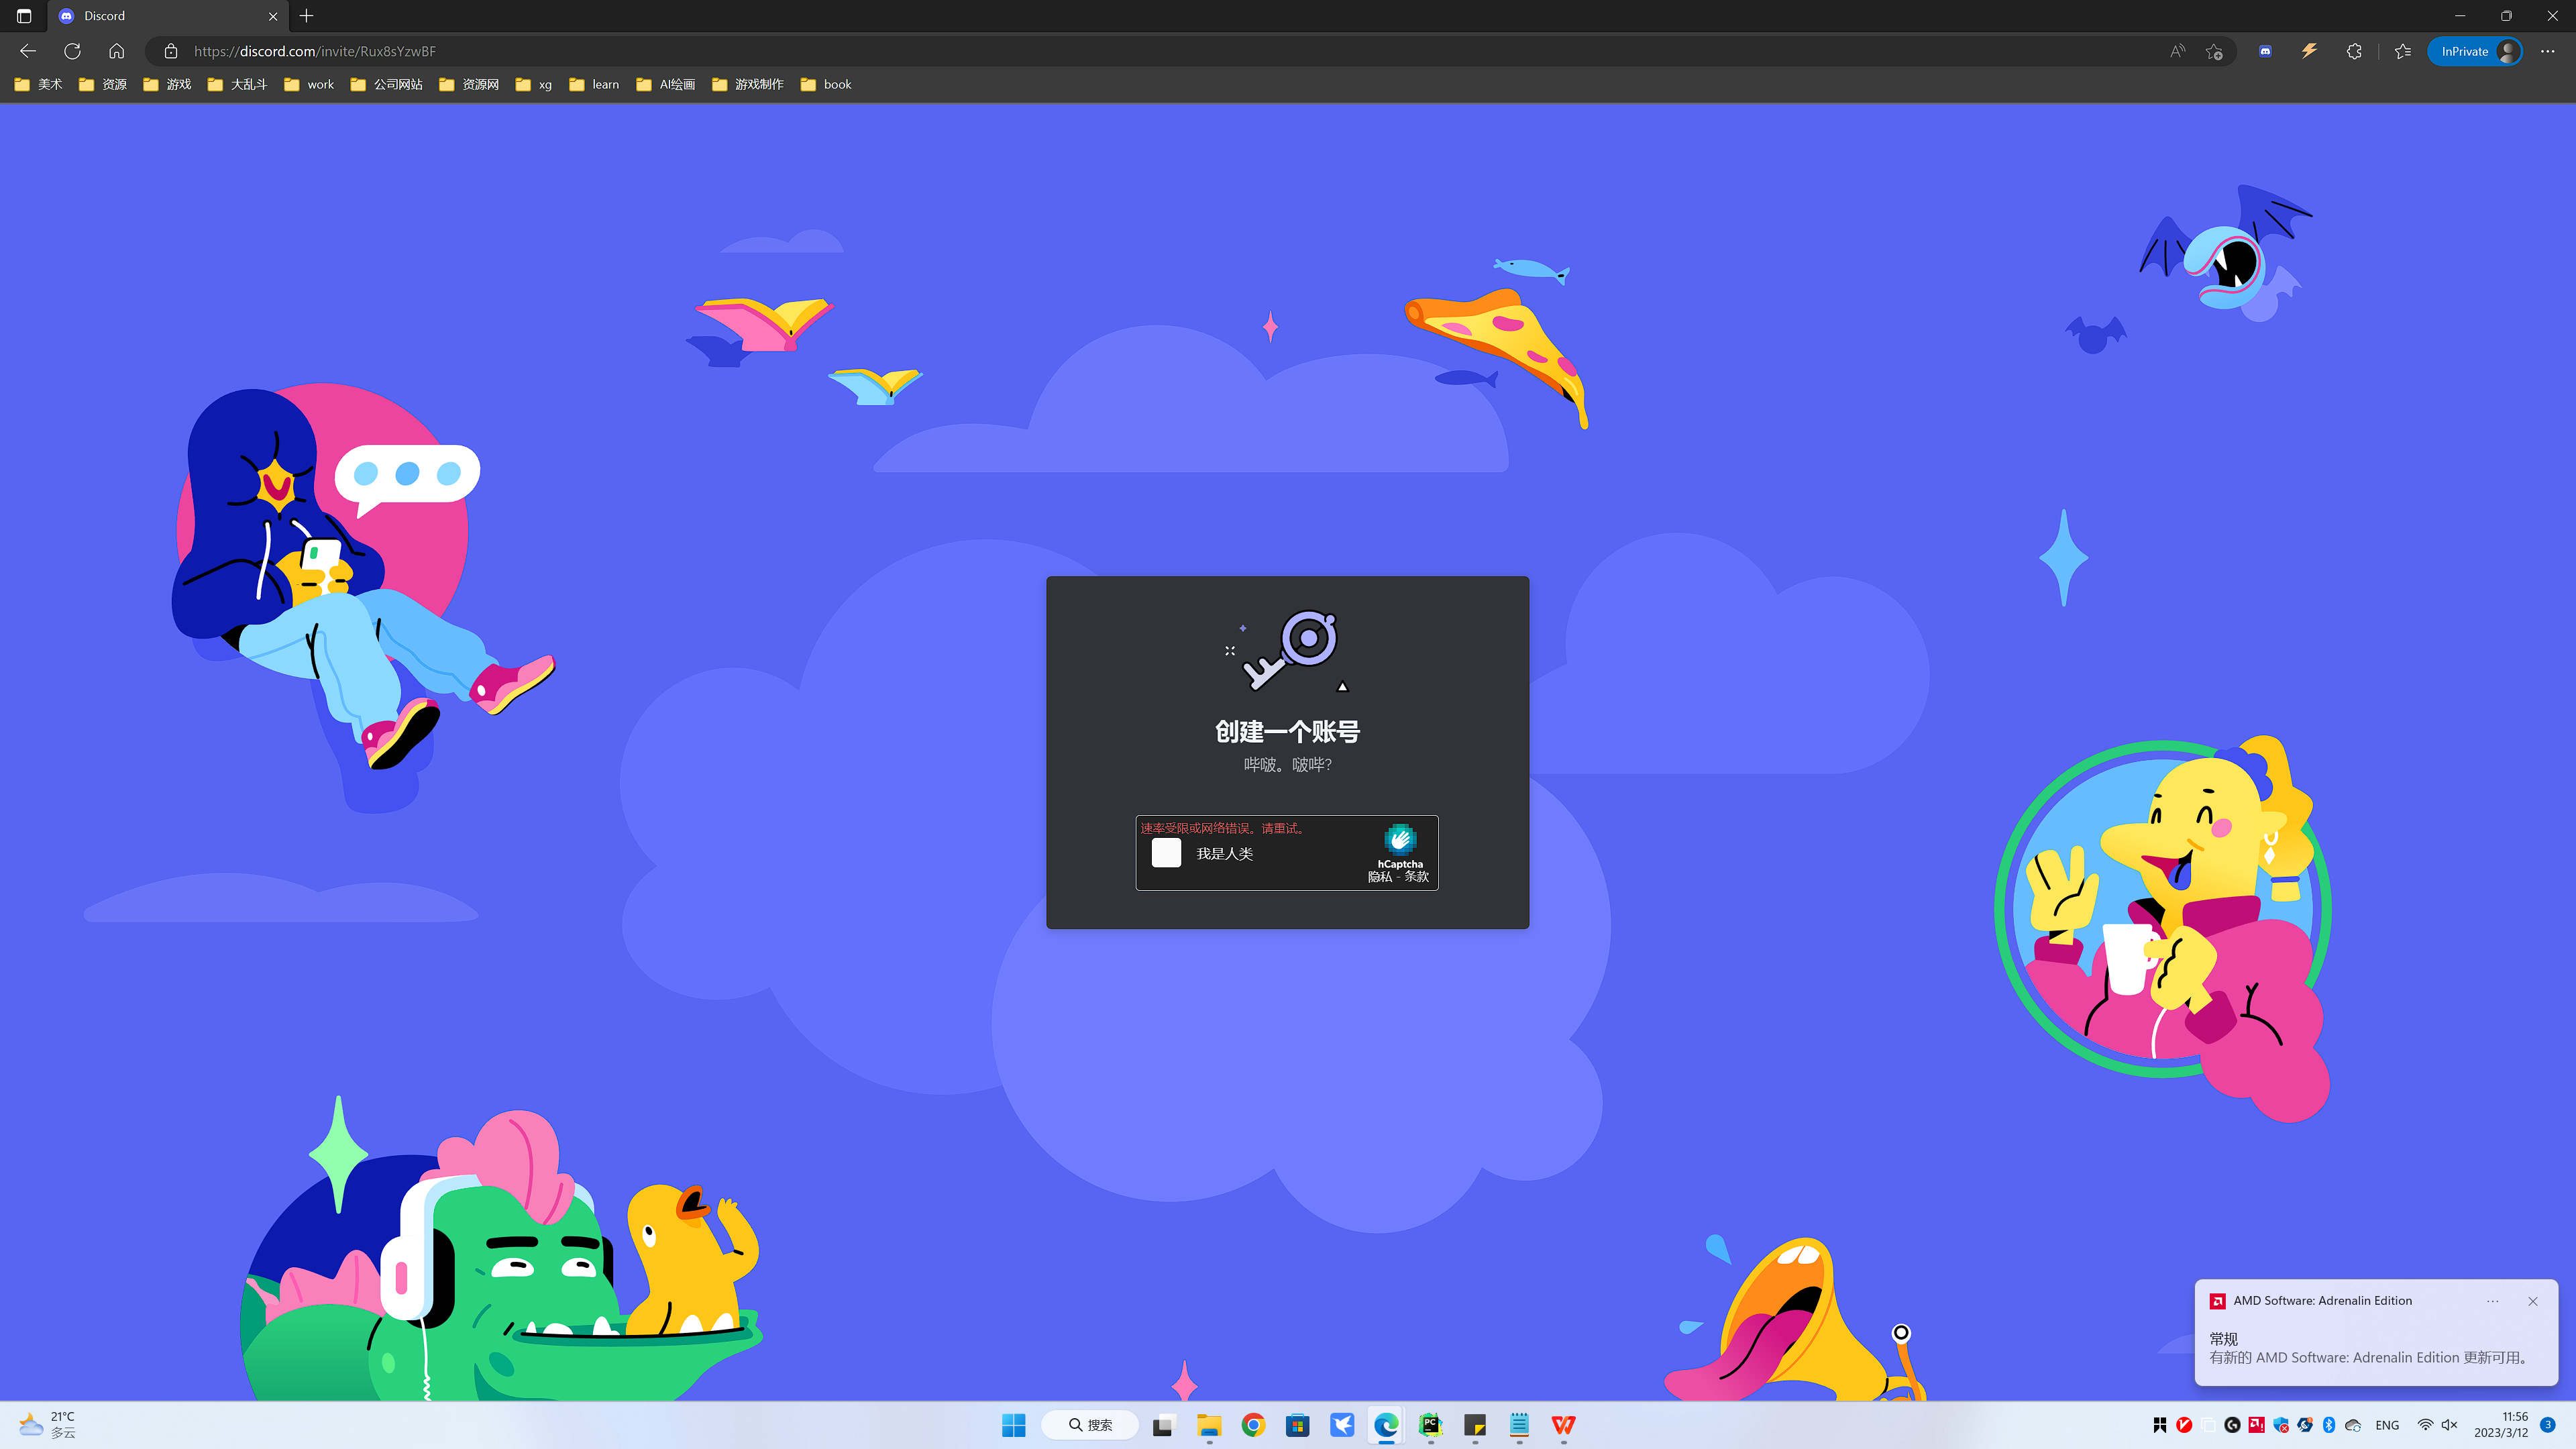 Discord
https://discord.com/invite/Rux8sYzwBF
InPrivate
美术 资源 游戏 大乱斗 work 公司网站 资源网 xg learn AI绘画 游戏制作 book
创建一个账号
哔啵。啵哔?
速率受限或网络错误。请重试。
我是人类
hCaptcha
隐私 - 条款
AMD Software: Adrenalin Edition
常规
有新的 AMD Software: Adrenalin Edition 更新可用。
21°C
多云
搜索
PC
ENG
11:56
2023/3/12
3